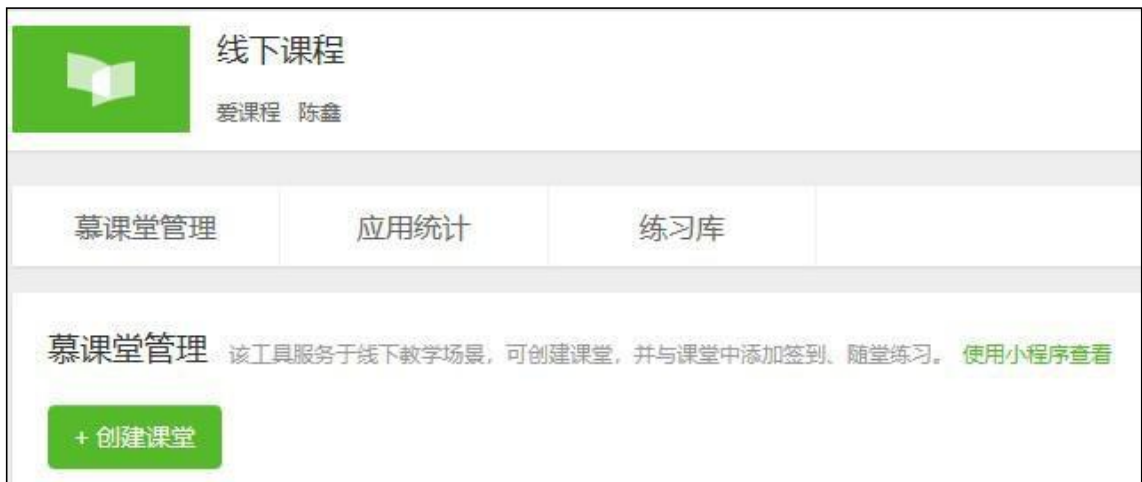 线下课程
爱课程 陈鑫
慕课堂管理 应用统计 练习库
慕课堂管理 该工具服务于线下教学场景，可创建课堂，并与课堂中添加签到、随堂练习。 使用小程序查看
+ 创建课堂